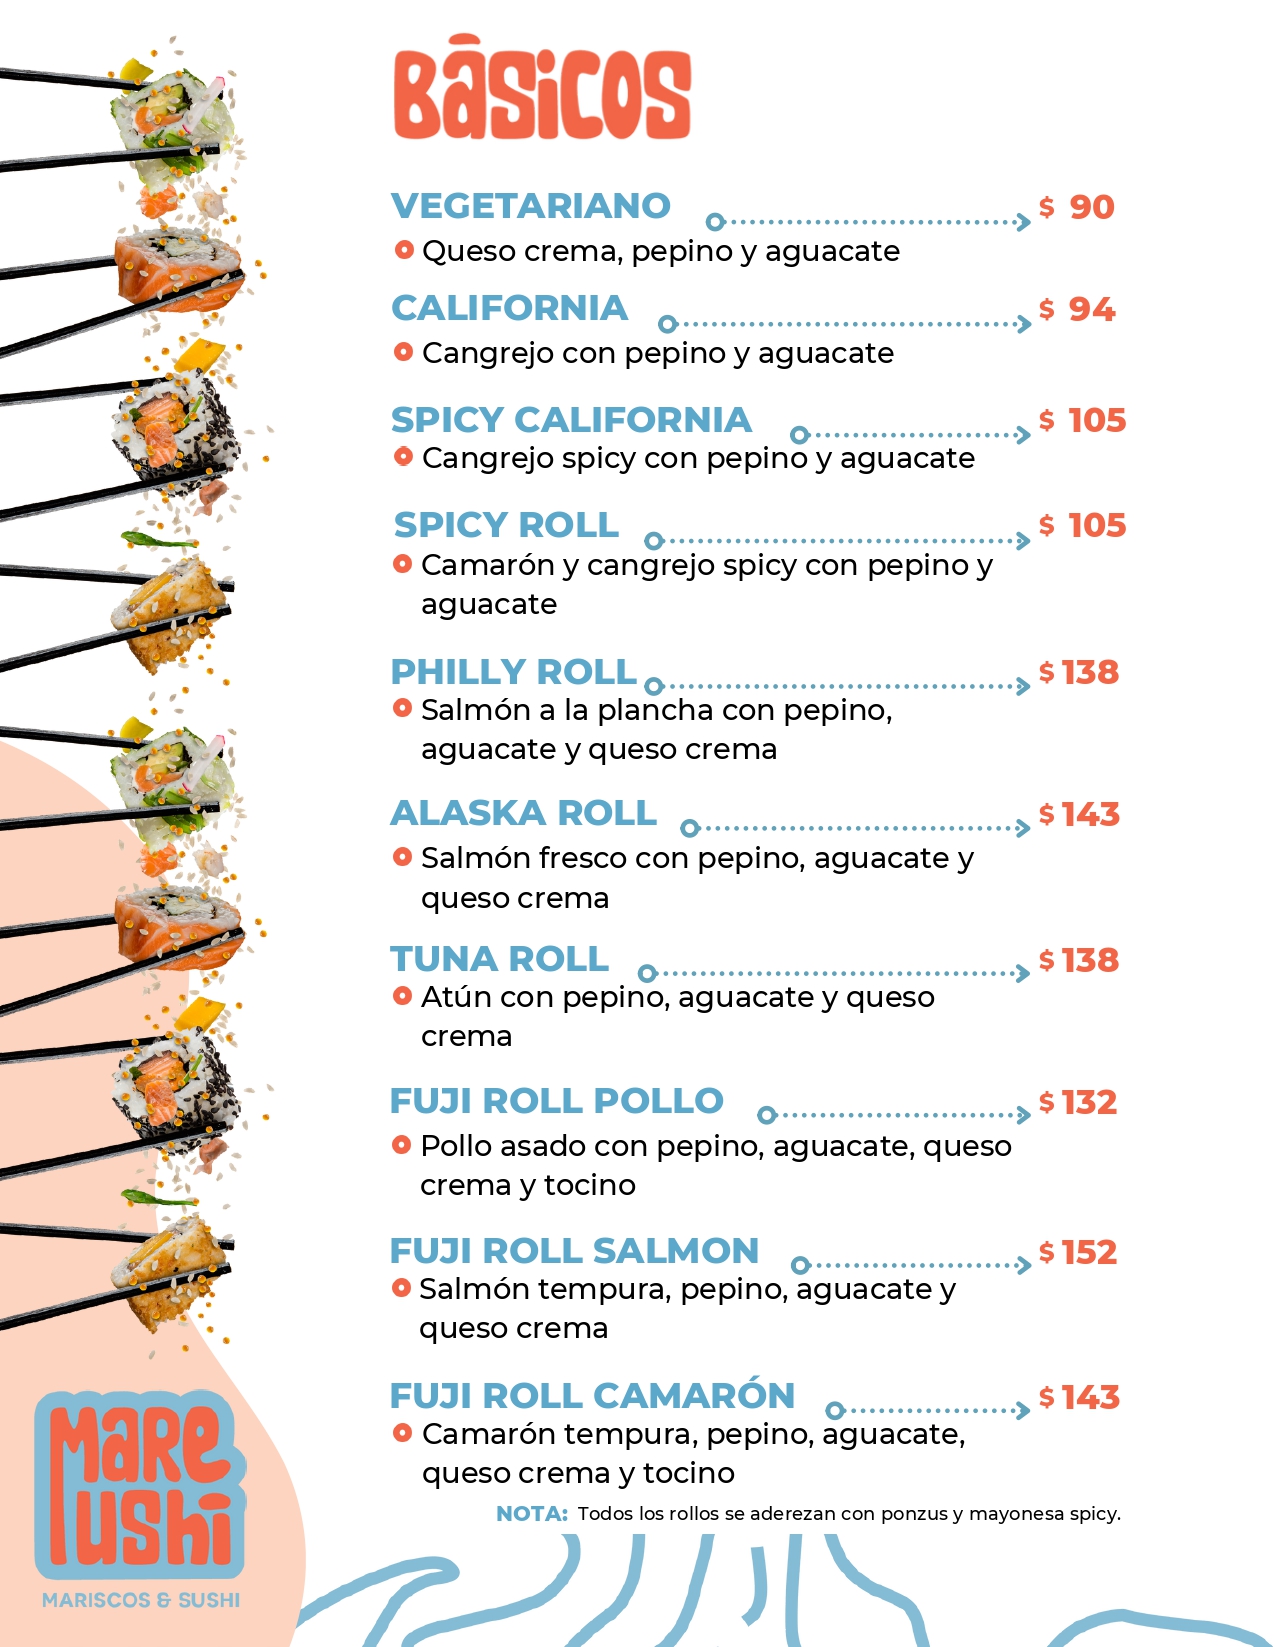 BāSiCOS
VEGETARIANO $ 90
Queso crema, pepino y aguacate
CALIFORNIA $ 94
Cangrejo con pepino y aguacate
SPICY CALIFORNIA $ 105
Cangrejo spicy con pepino y aguacate
SPICY ROLL $ 105
Camarón y cangrejo spicy con pepino y
aguacate
PHILLY ROLL $ 138
Salmón a la plancha con pepino,
aguacate y queso crema
ALASKA ROLL $ 143
Salmón fresco con pepino, aguacate y
queso crema
TUNA ROLL $ 138
Atún con pepino, aguacate y queso
crema
FUJI ROLL POLLO $ 132
Pollo asado con pepino, aguacate, queso
crema y tocino
FUJI ROLL SALMON $ 152
Salmón tempura, pepino, aguacate y
queso crema
FUJI ROLL CAMARÓN $ 143
Camarón tempura, pepino, aguacate,
queso crema y tocino
NOTA: Todos los rollos se aderezan con ponzus y mayonesa spicy.
MaRe
ushi
MARISCOS & SUSHI